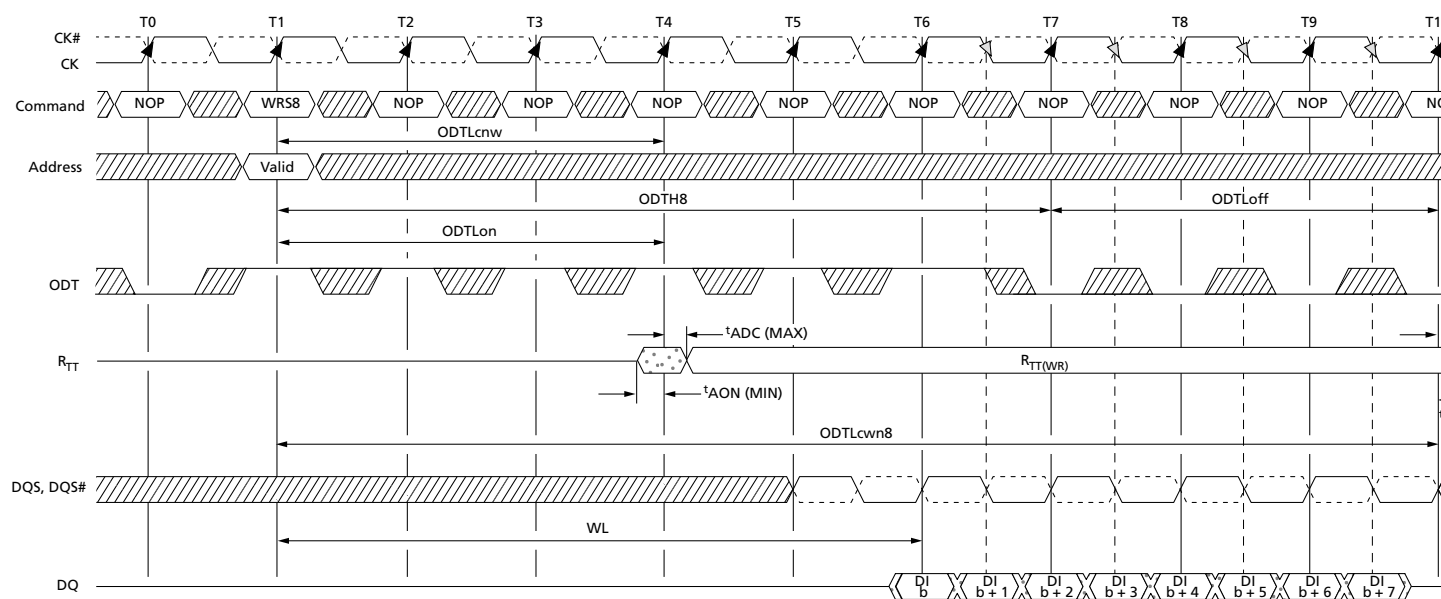 T0 T1 T2 T3 T4 T5 T6 T7 T8 T9 T1
CK#
CK
Command NOP WRS8 NOP NOP NOP NOP NOP NOP NOP NOP
ODTLcnw
Address Valid
ODTH8 ODTLoff
ODTLon
ODT
tADC (MAX)
RTT RTT(WR)
tAON (MIN)
ODTLcwn8
DQS, DQS#
WL
DQ DI b DI b + 1 DI b + 2 DI b + 3 DI b + 4 DI b + 5 DI b + 6 DI b + 7